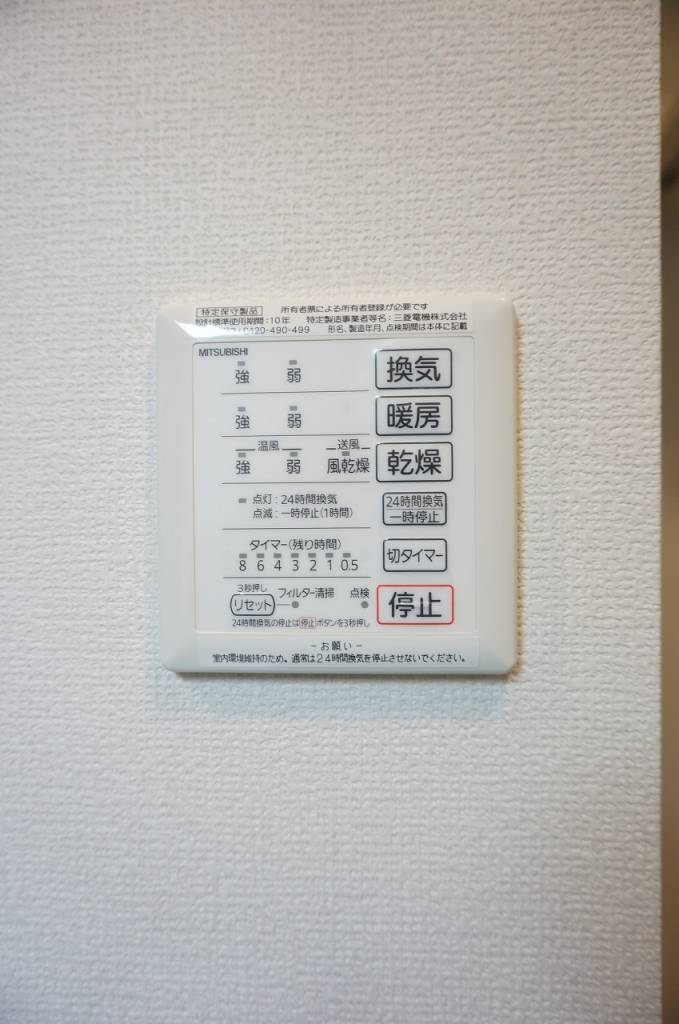 特定保守製品 所有者票による所有者登録が必要です
設計標準使用期間:10年 特定製造事業者等名:三菱電機株式会社
0120-490-499 形名、製造年月、点検期間は本体に記載
MITSUBISHI
強 弱 換気
強 弱 暖房
温風 送風
強 弱 風乾燥 乾燥
点灯:24時間換気
点滅:一時停止(1時間)
24時間換気
一時停止
タイマー(残り時間)
8 6 4 3 2 1 0.5
切タイマー
3秒押し
リセット フィルター清掃 点検
停止
24時間換気の停止は停止ボタンを3秒押し
-お願い-
室内環境維持のため、通常は24時間換気を停止させないでください。